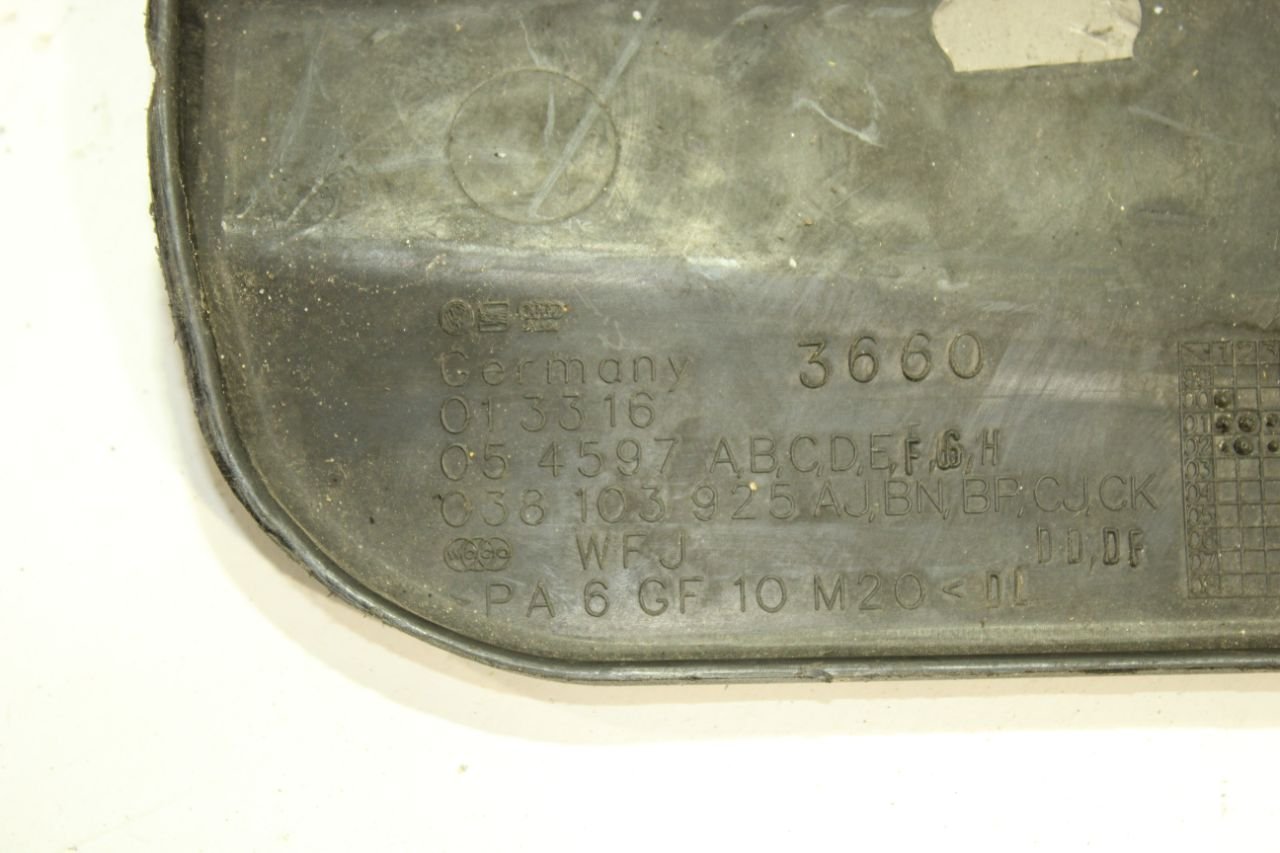 Germany 3660
01 3316
05 4597 A,B,C,D,E,F,G,H
038 103 925 AJ,BN,BP,CJ,CK
WFJ DD,DF
PA 6 GF 10 M20< DL